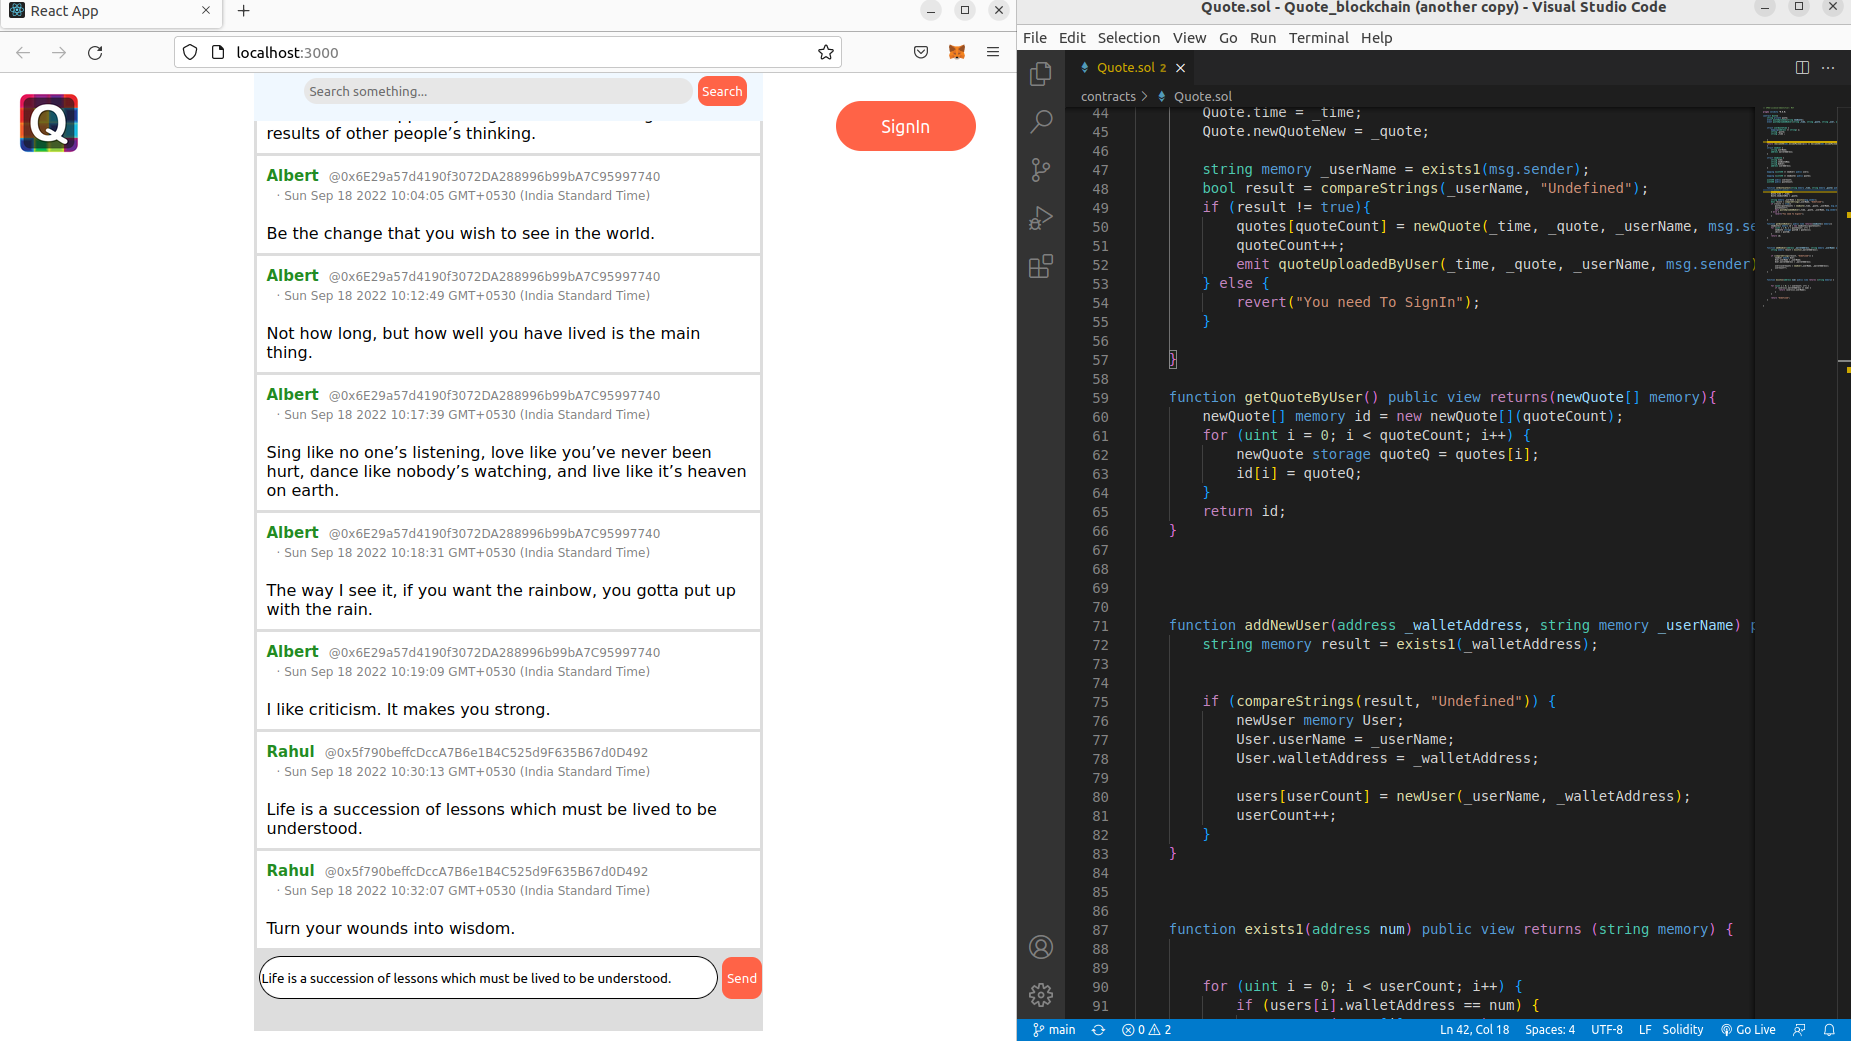 React App
localhost:3000
Q
Search something...
Search
SignIn
results of other people's thinking.
Albert @0x6E29a57d4190f3072DA288996b99bA7C95997740
· Sun Sep 18 2022 10:04:05 GMT+0530 (India Standard Time)
Be the change that you wish to see in the world.
Albert @0x6E29a57d4190f3072DA288996b99bA7C95997740
· Sun Sep 18 2022 10:12:49 GMT+0530 (India Standard Time)
Not how long, but how well you have lived is the main
thing.
Albert @0x6E29a57d4190f3072DA288996b99bA7C95997740
· Sun Sep 18 2022 10:17:39 GMT+0530 (India Standard Time)
Sing like no one’s listening, love like you’ve never been
hurt, dance like nobody’s watching, and live like it’s heaven
on earth.
Albert @0x6E29a57d4190f3072DA288996b99bA7C95997740
· Sun Sep 18 2022 10:18:31 GMT+0530 (India Standard Time)
The way I see it, if you want the rainbow, you gotta put up
with the rain.
Albert @0x6E29a57d4190f3072DA288996b99bA7C95997740
· Sun Sep 18 2022 10:19:09 GMT+0530 (India Standard Time)
I like criticism. It makes you strong.
Rahul @0x5f790beffcDccA7B6e1B4C525d9F635B67d0D492
· Sun Sep 18 2022 10:30:13 GMT+0530 (India Standard Time)
Life is a succession of lessons which must be lived to be
understood.
Rahul @0x5f790beffcDccA7B6e1B4C525d9F635B67d0D492
· Sun Sep 18 2022 10:32:07 GMT+0530 (India Standard Time)
Turn your wounds into wisdom.
Life is a succession of lessons which must be lived to be understood.
Send
Quote.sol - Quote_blockchain (another copy) - Visual Studio Code
File Edit Selection View Go Run Terminal Help
Quote.sol 2
contracts > Quote.sol
44 Quote.time = _time;
45 Quote.newQuoteNew = _quote;
46
47 string memory _userName = exists1(msg.sender);
48 bool result = compareStrings(_userName, "Undefined");
49 if (result != true){
50 quotes[quoteCount] = newQuote(_time, _quote, _userName, msg.se
51 quoteCount++;
52 emit quoteUploadedByUser(_time, _quote, _userName, msg.sender)
53 } else {
54 revert("You need To SignIn");
55 }
56
57 }
58
59 function getQuoteByUser() public view returns(newQuote[] memory){
60 newQuote[] memory id = new newQuote[](quoteCount);
61 for (uint i = 0; i < quoteCount; i++) {
62 newQuote storage quoteQ = quotes[i];
63 id[i] = quoteQ;
64 }
65 return id;
66 }
67
68
69
70
71 function addNewUser(address _walletAddress, string memory _userName) p
72 string memory result = exists1(_walletAddress);
73
74
75 if (compareStrings(result, "Undefined")) {
76 newUser memory User;
77 User.userName = _userName;
78 User.walletAddress = _walletAddress;
79
80 users[userCount] = newUser(_userName, _walletAddress);
81 userCount++;
82 }
83 }
84
85
86
87 function exists1(address num) public view returns (string memory) {
88
89
90 for (uint i = 0; i < userCount; i++) {
91 if (users[i].walletAddress == num) {
main 0 2 Ln 42, Col 18 Spaces: 4 UTF-8 LF Solidity Go Live